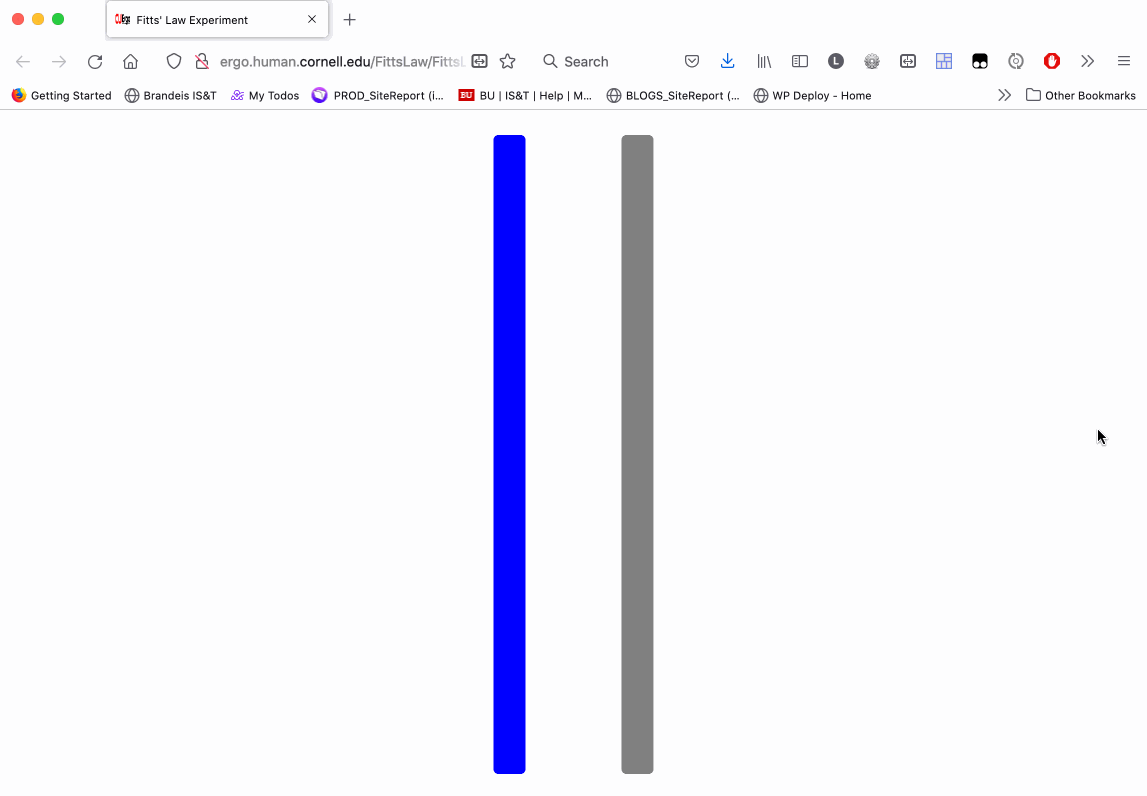 Fitts' Law Experiment
ergo.human.cornell.edu/FittsLaw/Fitts
Search
L
Getting Started Brandeis IS&T My Todos PROD_SiteReport (i... BU BU | IS&T | Help | M... BLOGS_SiteReport (... WP Deploy - Home Other Bookmarks